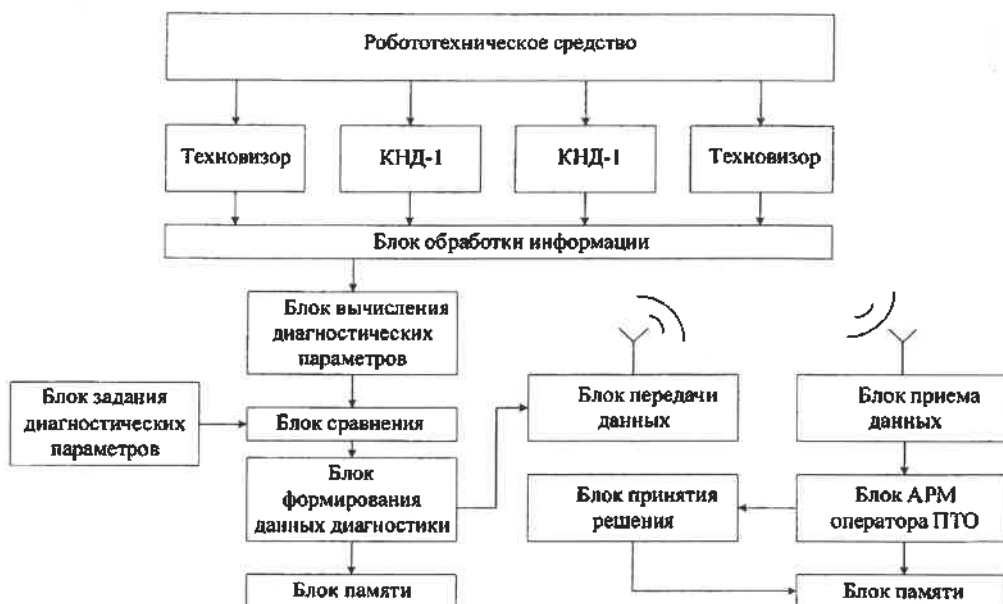 Робототехническое средство
Техновизор
КНД-1
КНД-1
Техновизор
Блок обработки информации
Блок вычисления
диагностических
параметров
Блок задания
диагностических
параметров
Блок сравнения
Блок
формирования
данных диагностики
Блок памяти
Блок передачи
данных
Блок приема
данных
Блок принятия
решения
Блок АРМ
оператора ПТО
Блок памяти